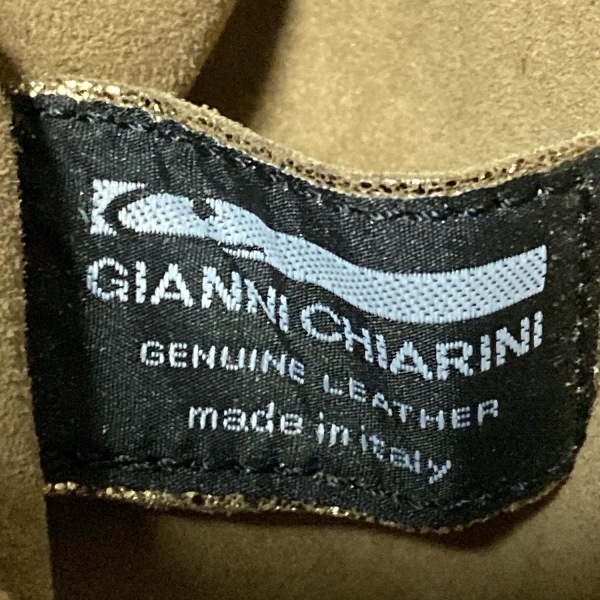 GIANNI CHIARINI
GENUINE LEATHER
made in italy